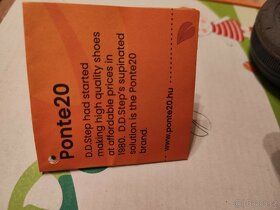 Ponte20
D.D.Step had started
making high quality shoes
at affordable prices in
1980. D.D.Step's supinated
solution is the Ponte20
brand.
www.ponte20.hu